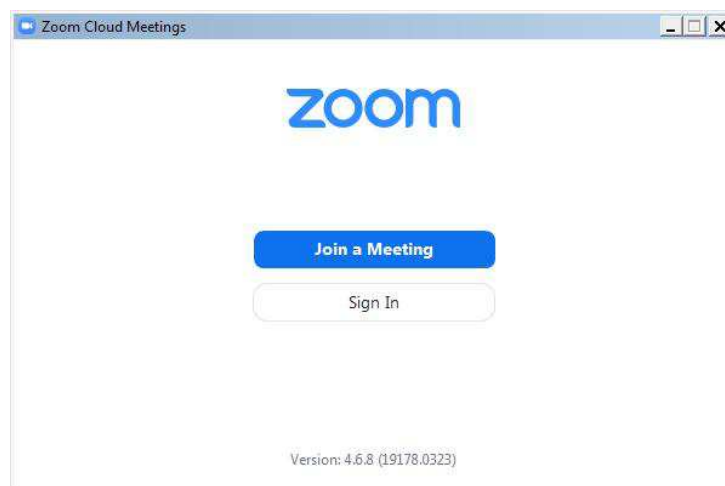 Zoom Cloud Meetings
zoom
Join a Meeting
Sign In
Version: 4.6.8 (19178.0323)